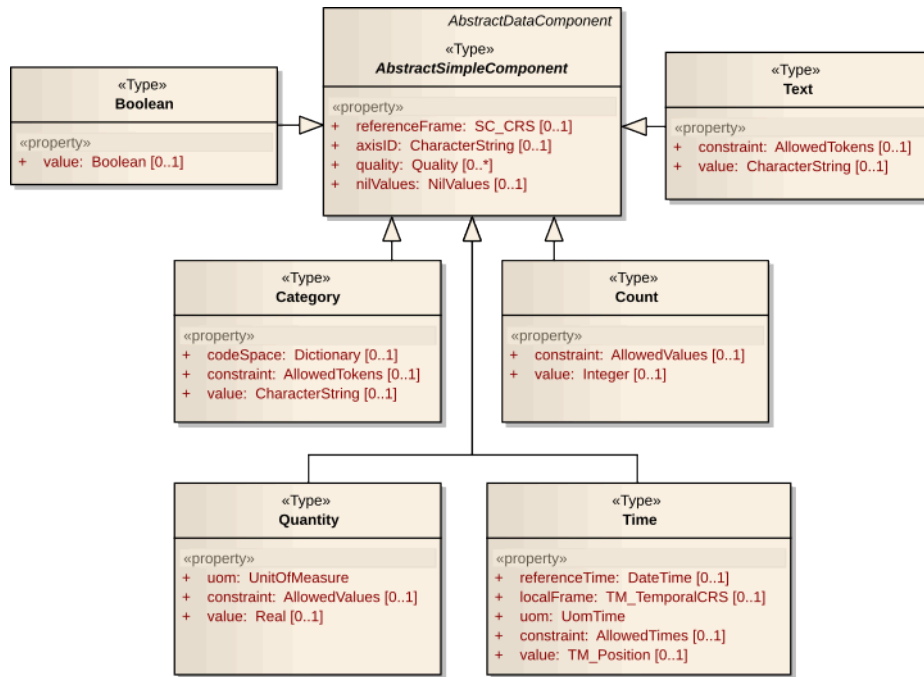 AbstractDataComponent
«Type»
AbstractSimpleComponent
«property»
+ referenceFrame: SC_CRS [0..1]
+ axisID: CharacterString [0..1]
+ quality: Quality [0..*]
+ nilValues: NilValues [0..1]
«Type»
Boolean
«property»
+ value: Boolean [0..1]
«Type»
Text
«property»
+ constraint: AllowedTokens [0..1]
+ value: CharacterString [0..1]
«Type»
Category
«property»
+ codeSpace: Dictionary [0..1]
+ constraint: AllowedTokens [0..1]
+ value: CharacterString [0..1]
«Type»
Count
«property»
+ constraint: AllowedValues [0..1]
+ value: Integer [0..1]
«Type»
Quantity
«property»
+ uom: UnitOfMeasure
+ constraint: AllowedValues [0..1]
+ value: Real [0..1]
«Type»
Time
«property»
+ referenceTime: DateTime [0..1]
+ localFrame: TM_TemporalCRS [0..1]
+ uom: UomTime
+ constraint: AllowedTimes [0..1]
+ value: TM_Position [0..1]